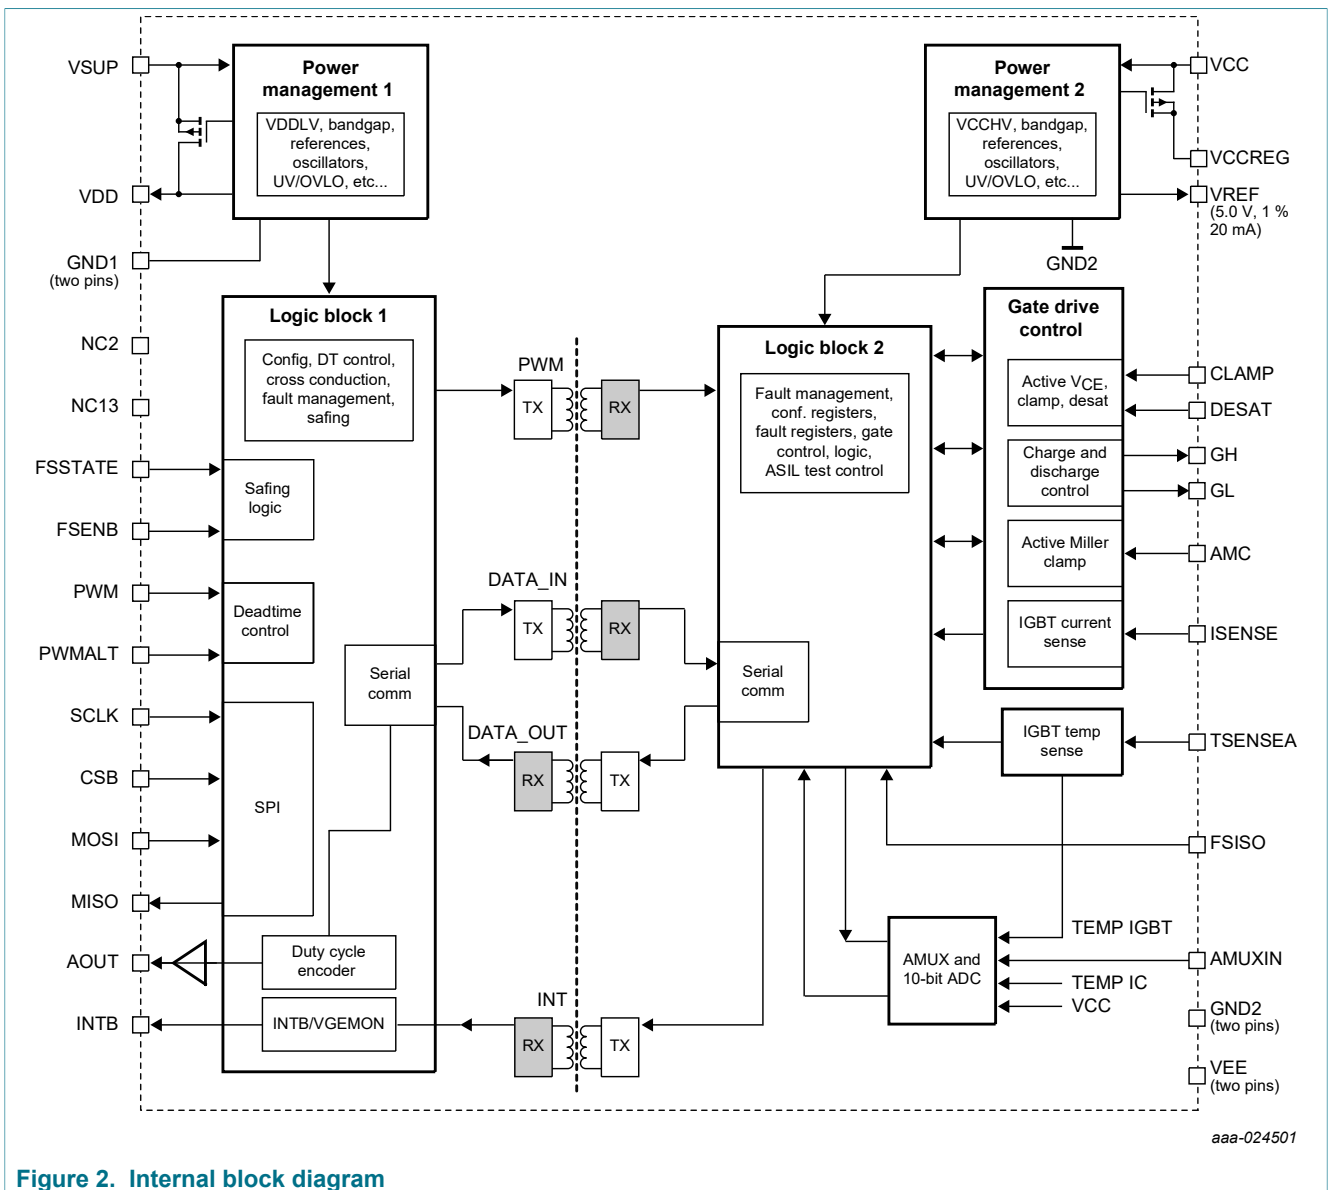 VSUP
VDD
GND1
(two pins)
NC2
NC13
FSSTATE
FSENB
PWM
PWMALT
SCLK
CSB
MOSI
MISO
AOUT
INTB
Power
management 1
VDDLV, bandgap,
references,
oscillators,
UV/OVLO, etc...
Logic block 1
Config, DT control,
cross conduction,
fault management,
safing
Safing
logic
Deadtime
control
Serial
comm
SPI
Duty cycle
encoder
INTB/VGEMON
PWM
TX
RX
DATA_IN
TX
RX
DATA_OUT
RX
TX
INT
RX
TX
Power
management 2
VCCHV, bandgap,
references,
oscillators,
UV/OVLO, etc...
GND2
Logic block 2
Fault management,
conf. registers,
fault registers, gate
control, logic,
ASIL test control
Serial
comm
Gate drive
control
Active VCE,
clamp, desat
Charge and
discharge
control
Active Miller
clamp
IGBT current
sense
IGBT temp
sense
AMUX and
10-bit ADC
TEMP IGBT
TEMP IC
VCC
VCC
VCCREG
VREF
(5.0 V, 1 %
20 mA)
CLAMP
DESAT
GH
GL
AMC
ISENSE
TSENSEA
FSISO
AMUXIN
GND2
(two pins)
VEE
(two pins)
aaa-024501
Figure 2. Internal block diagram